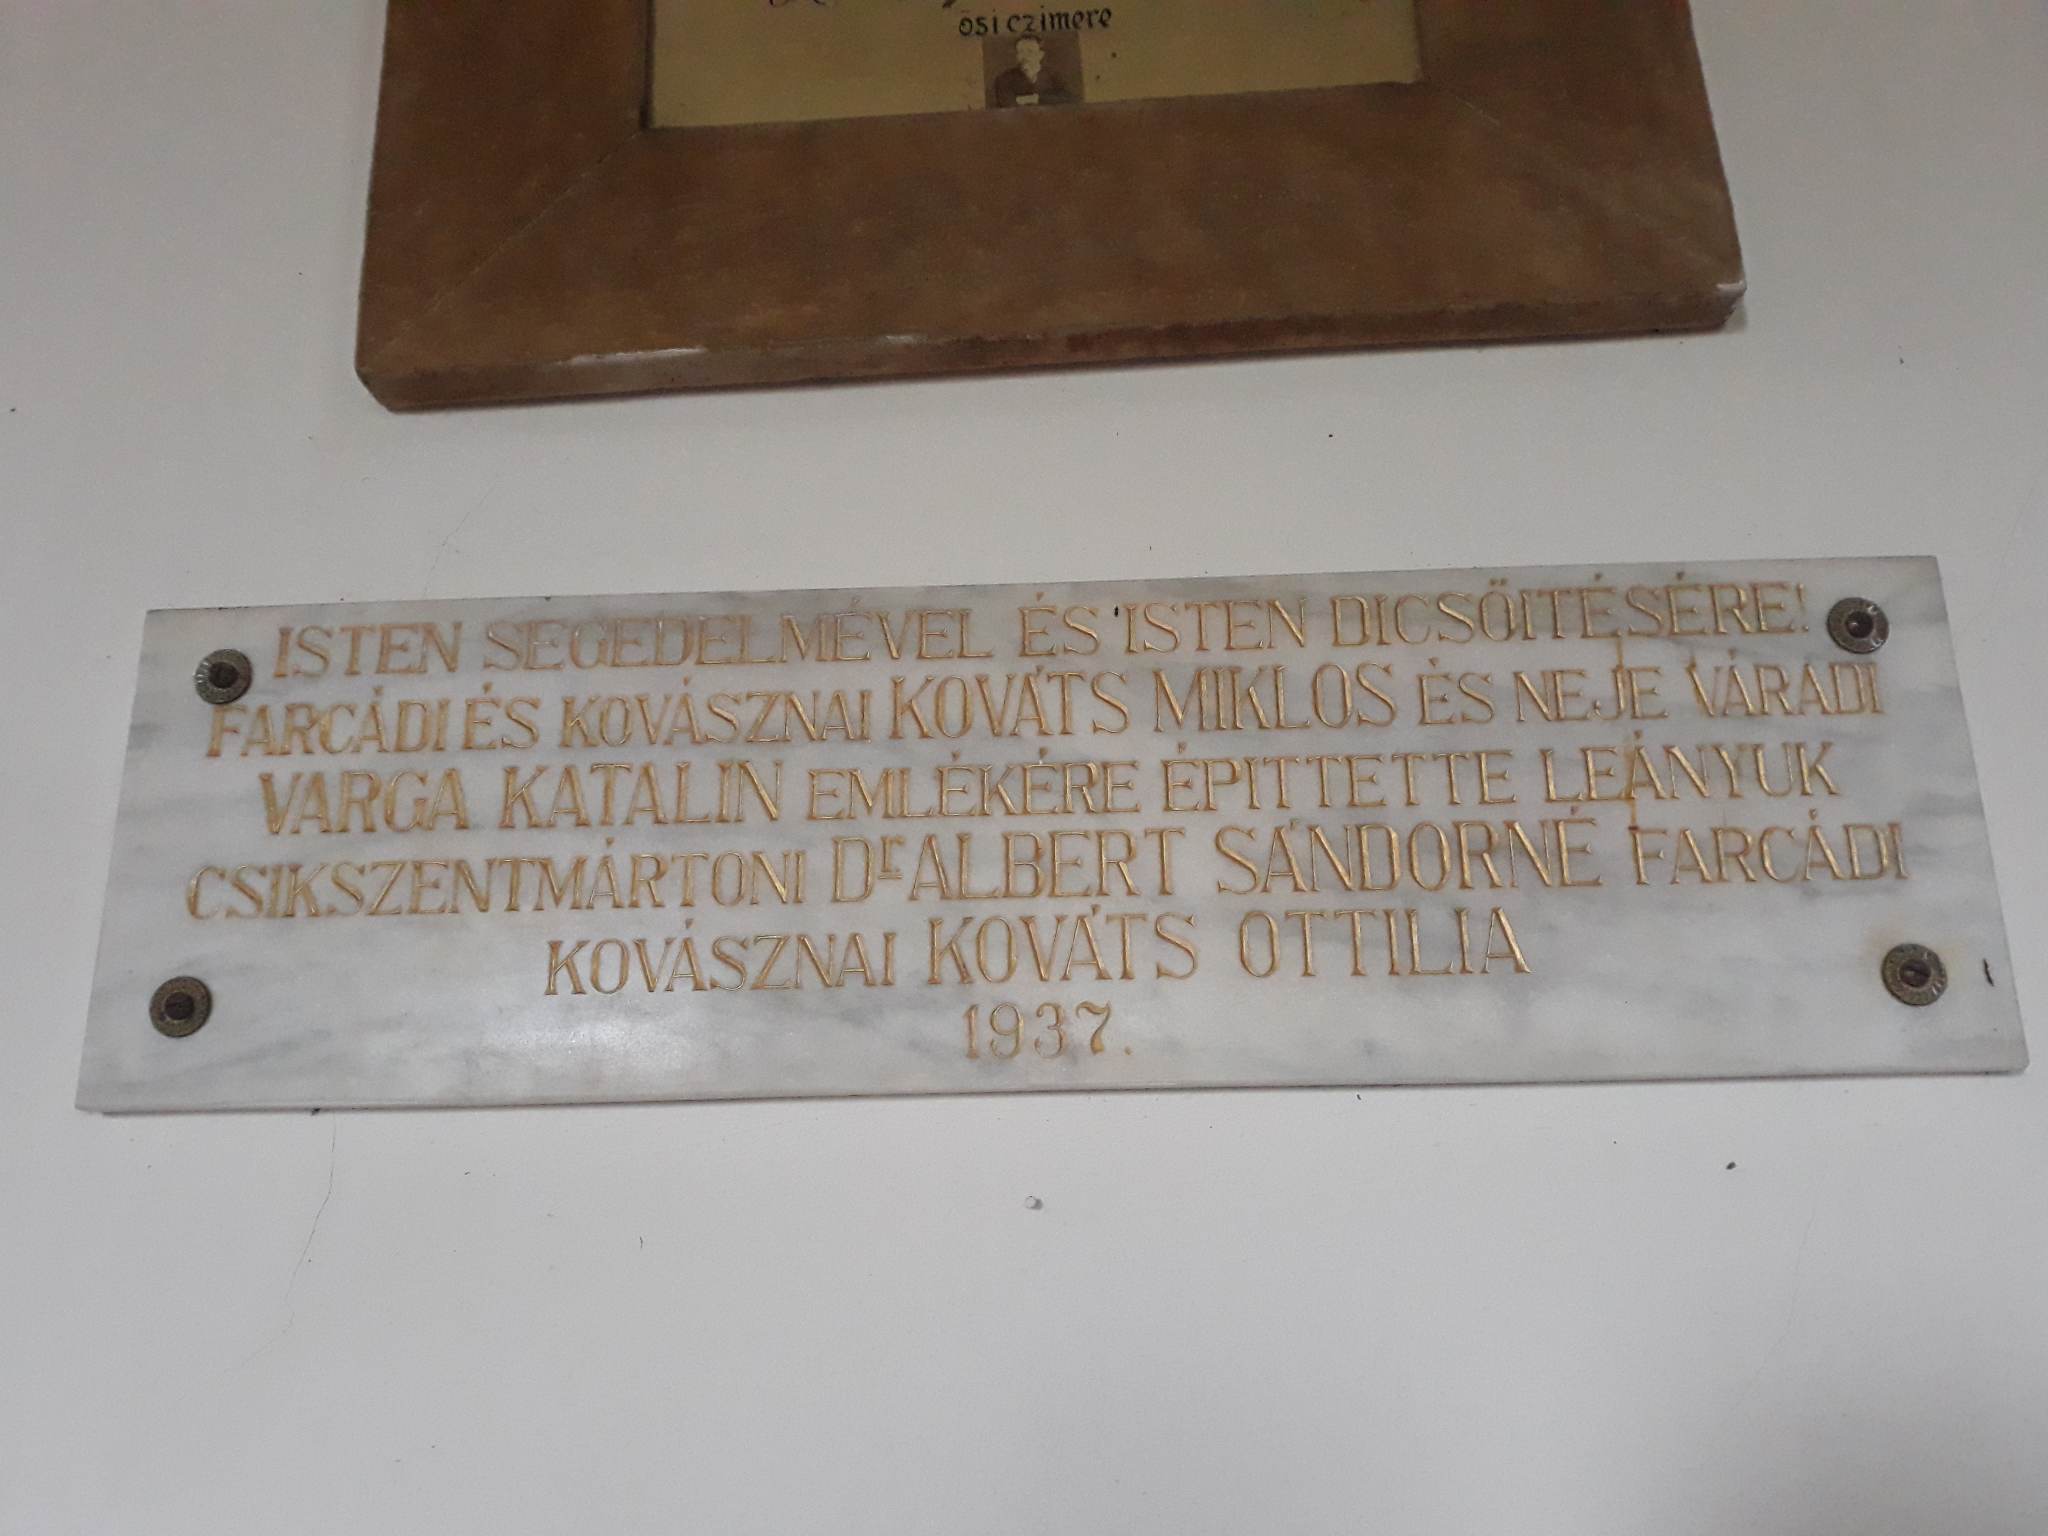 ősi czimere
ISTEN SEGEDELMÉVEL ÉS ISTEN DICSŐITÉSÉRE!
FARCÁDI ÉS KOVÁSZNAI KOVÁTS MIKLOS ÉS NEJE VÁRADI
VARGA KATALIN EMLÉKÉRE ÉPITTETTE LEÁNYUK
CSIKSZENTMÁRTONI Dr ALBERT SÁNDORNÉ FARCÁDI
KOVÁSZNAI KOVÁTS OTTILIA
1937.